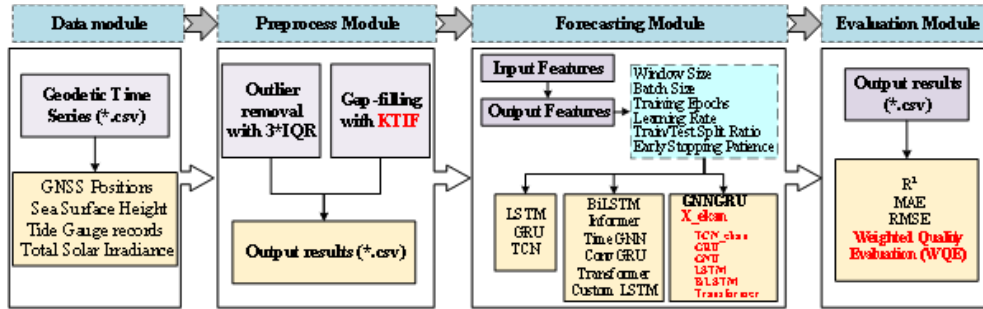 Data module
Preprocess Module
Forecasting Module
Evaluation Module
Geodetic Time
Series (*.csv)
GNSS Positions
Sea Surface Height
Tide Gauge records
Total Solar Irradiance
Outlier
removal
with 3*IQR
Gap-filling
with KTIF
Output results (*.csv)
Input Features
Output Features
Window Size
Batch Size
Training Epochs
Learning Rate
Train/Test Split Ratio
Early Stopping Patience
LSTM
GRU
TCN
BiLSTM
Informer
Time GNN
Conv GRU
Transformer
Custom LSTM
GNNGRU
TCN
GRU
LSTM
BiLSTM
Transformer
Output results
(*.csv)
MAE
RMSE
Weighted Quality
Evaluation (WQE)